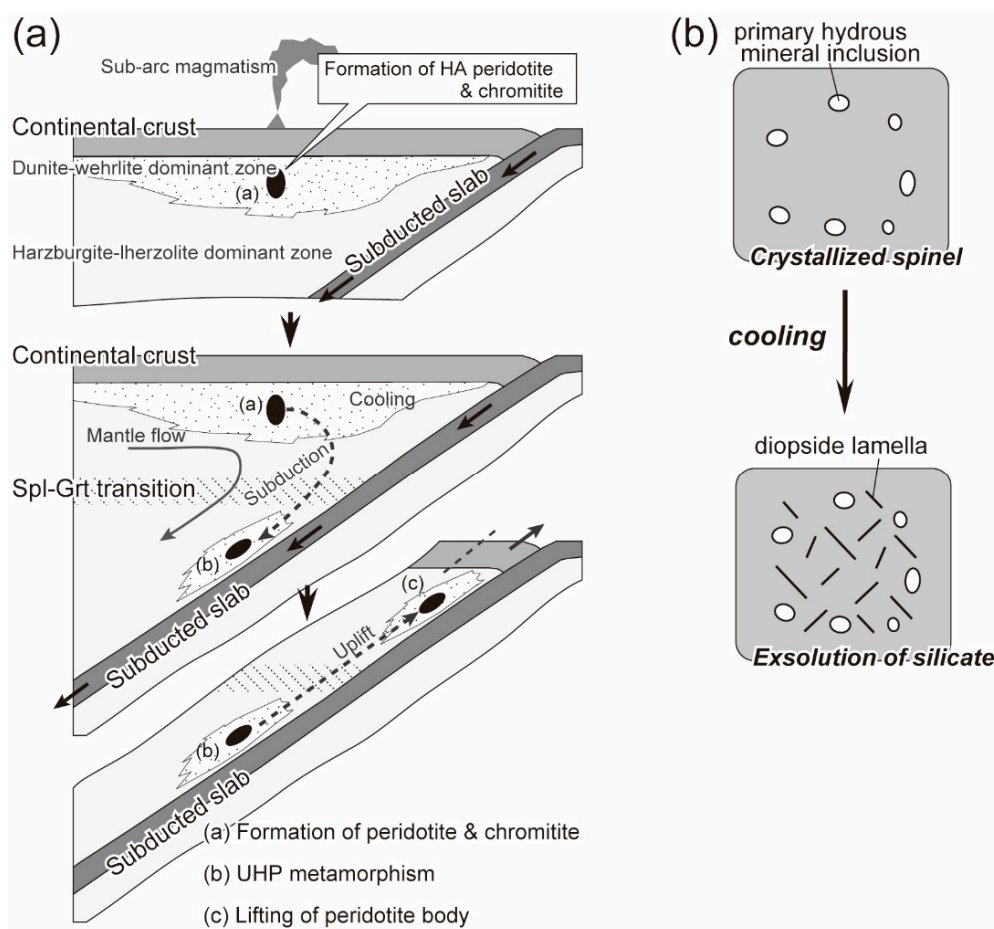 (a)
Sub-arc magmatism
Formation of HA peridotite
& chromitite
Continental crust
Dunite-wehrlite dominant zone
(a)
Subducted slab
Harzburgite-lherzolite dominant zone
Continental crust
(a)
Cooling
Mantle flow
Subduction
Spl-Grt transition
(b)
Subducted slab
(c)
Uplift
(b)
Subducted slab
(a) Formation of peridotite & chromitite
(b) UHP metamorphism
(c) Lifting of peridotite body
(b)
primary hydrous
mineral inclusion
Crystallized spinel
cooling
diopside lamella
Exsolution of silicate